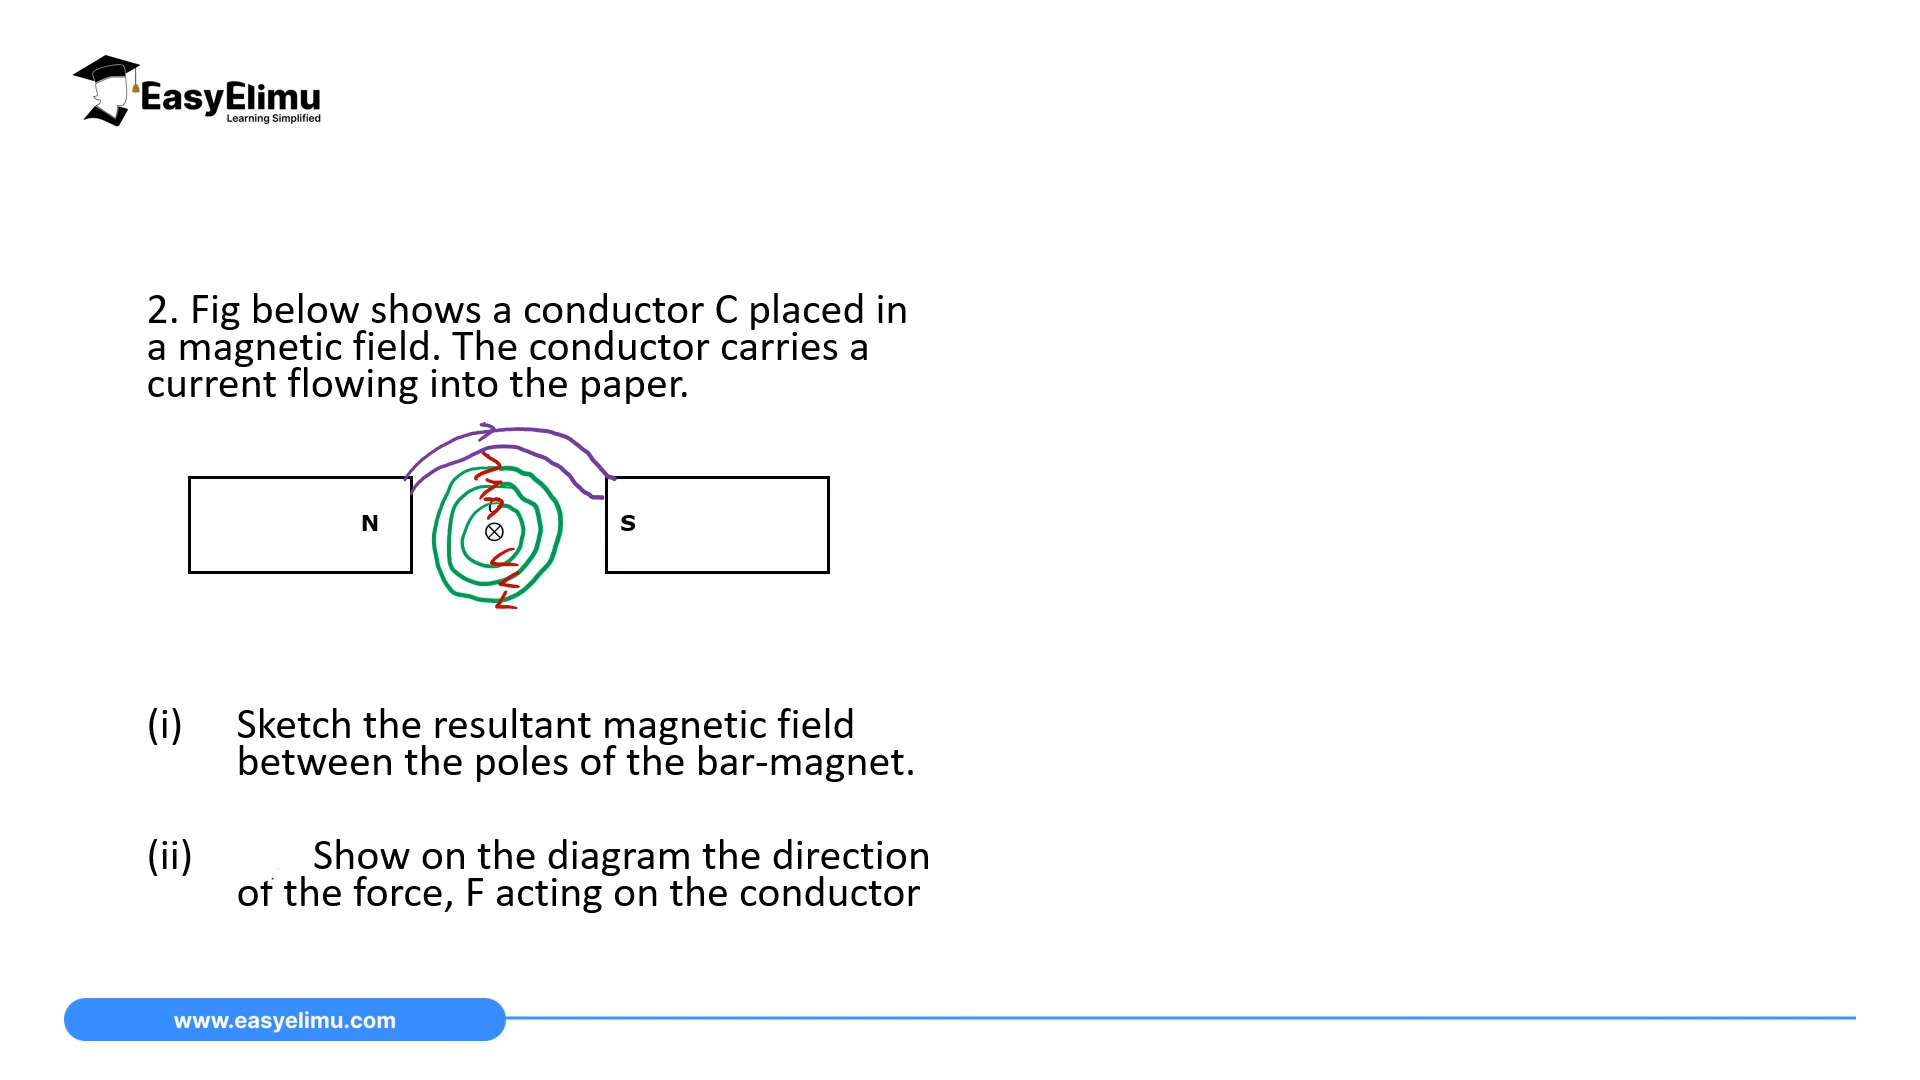 EasyElimu
Learning Simplified
2. Fig below shows a conductor C placed in
a magnetic field. The conductor carries a
current flowing into the paper.
N
S
(i) Sketch the resultant magnetic field
between the poles of the bar-magnet.
(ii) Show on the diagram the direction
of the force, F acting on the conductor
www.easyelimu.com